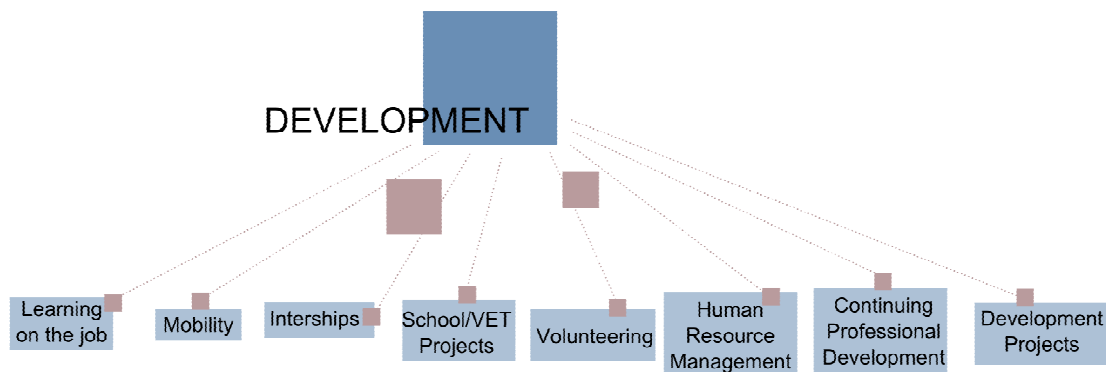 DEVELOPMENT
Learning
on the job
Mobility
Interships
School/VET
Projects
Volunteering
Human
Resource
Management
Continuing
Professional
Development
Development
Projects